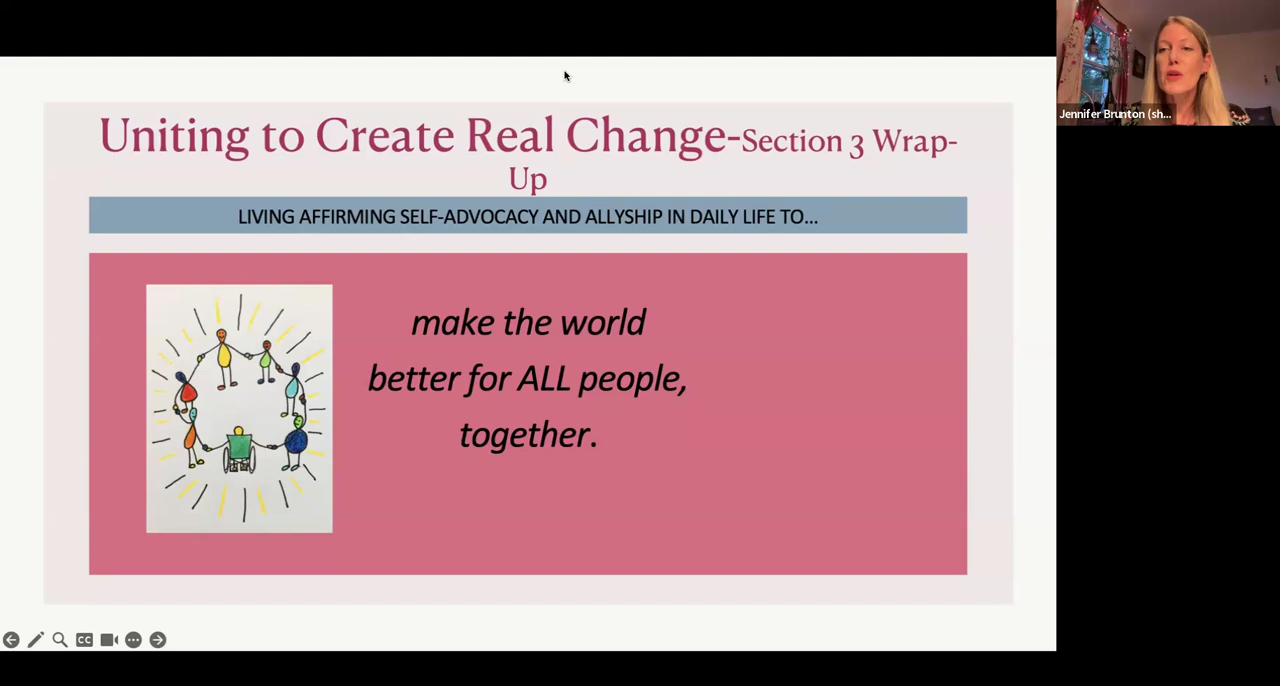 Uniting to Create Real Change-Section 3 Wrap-
Up
LIVING AFFIRMING SELF-ADVOCACY AND ALLYSHIP IN DAILY LIFE TO...
make the world
better for ALL people,
together.
Jennifer Brunton (sh...
CC